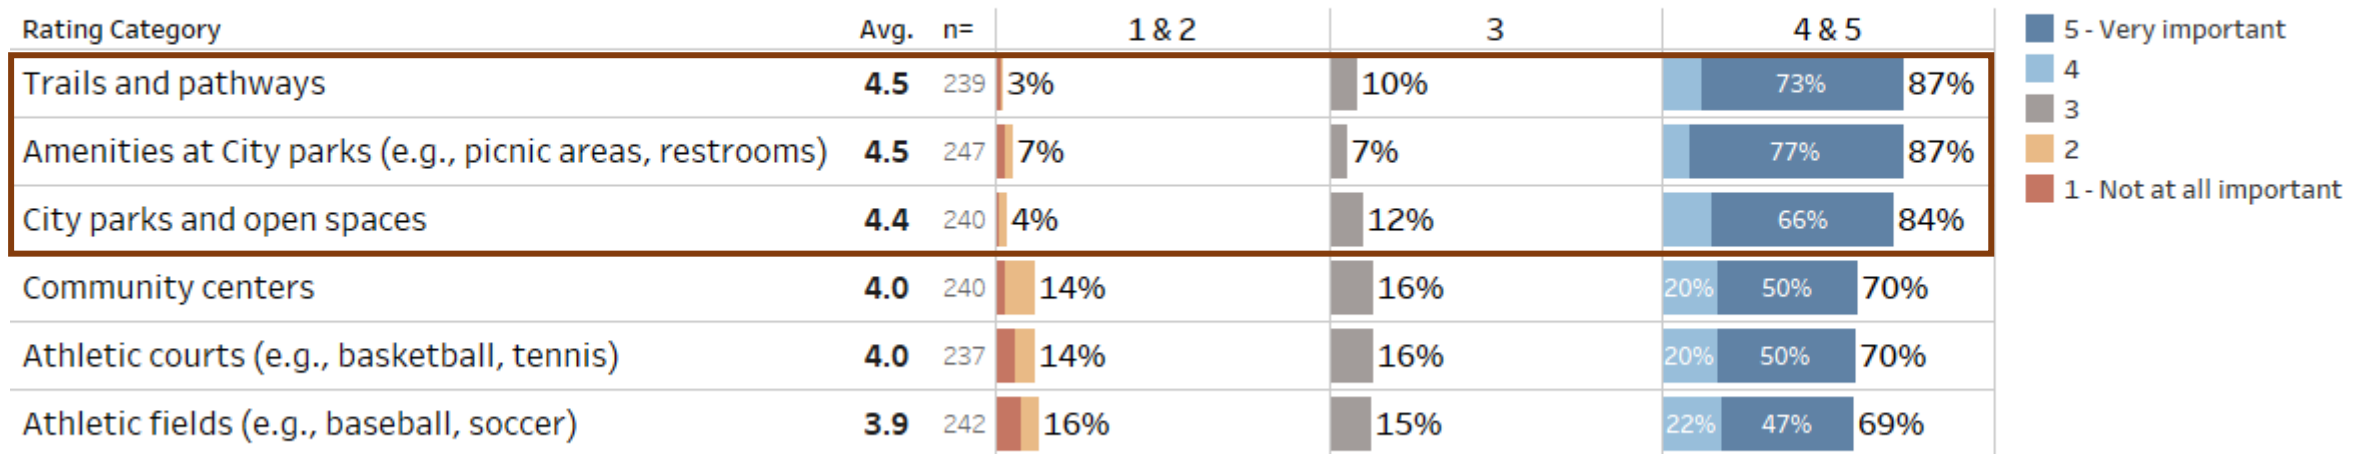 Rating Category Avg. n= 1 & 2 3 4 & 5
Trails and pathways 4.5 239 3% 10% 73% 87%
Amenities at City parks (e.g., picnic areas, restrooms) 4.5 247 7% 7% 77% 87%
City parks and open spaces 4.4 240 4% 12% 66% 84%
Community centers 4.0 240 14% 16% 20% 50% 70%
Athletic courts (e.g., basketball, tennis) 4.0 237 14% 16% 20% 50% 70%
Athletic fields (e.g., baseball, soccer) 3.9 242 16% 15% 22% 47% 69%
5 - Very important
4
3
2
1 - Not at all important